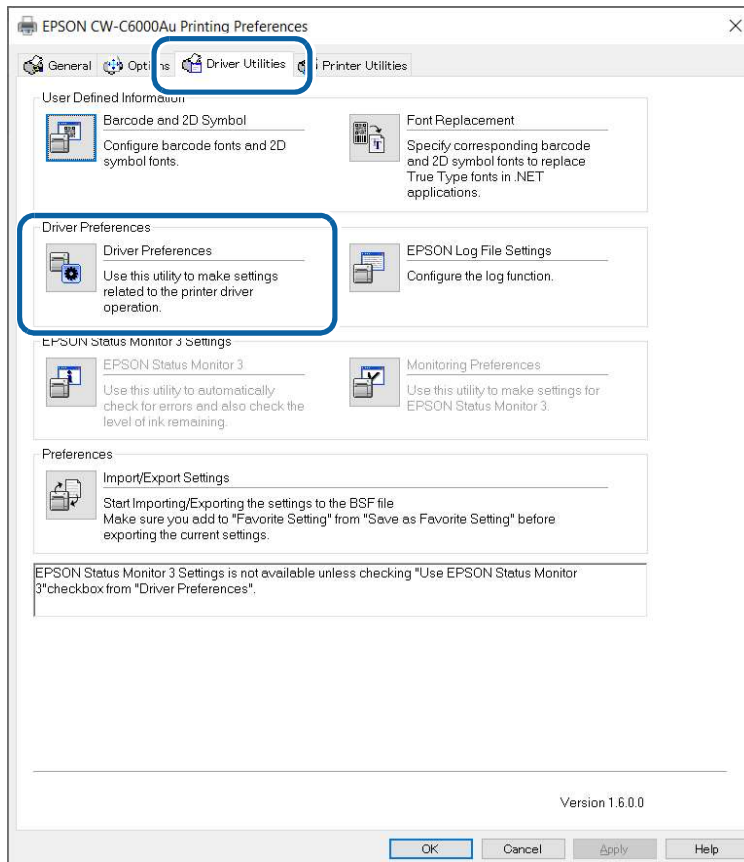 EPSON CW-C6000Au Printing Preferences
General
Driver Utilities
Printer Utilities
User Defined Information
Barcode and 2D Symbol
Configure barcode fonts and 2D
symbol fonts.
Font Replacement
Specify corresponding barcode
and 2D symbol fonts to replace
True Type fonts in .NET
applications.
Driver Preferences
Driver Preferences
Use this utility to make settings
related to the printer driver
operation.
EPSON Log File Settings
Configure the log function.
EPSON Status Monitor 3 Settings
EPSON Status Monitor 3
Use this utility to automatically
check for errors and also check the
level of ink remaining.
Monitoring Preferences
Use this utility to make settings for
EPSON Status Monitor 3.
Preferences
Import/Export Settings
Start Importing/Exporting the settings to the BSF file
Make sure you add to "Favorite Setting" from "Save as Favorite Setting" before
exporting the current settings.
EPSON Status Monitor 3 Settings is not available unless checking "Use EPSON Status Monitor
3"checkbox from "Driver Preferences".
Version 1.6.0.0
OK
Cancel
Apply
Help